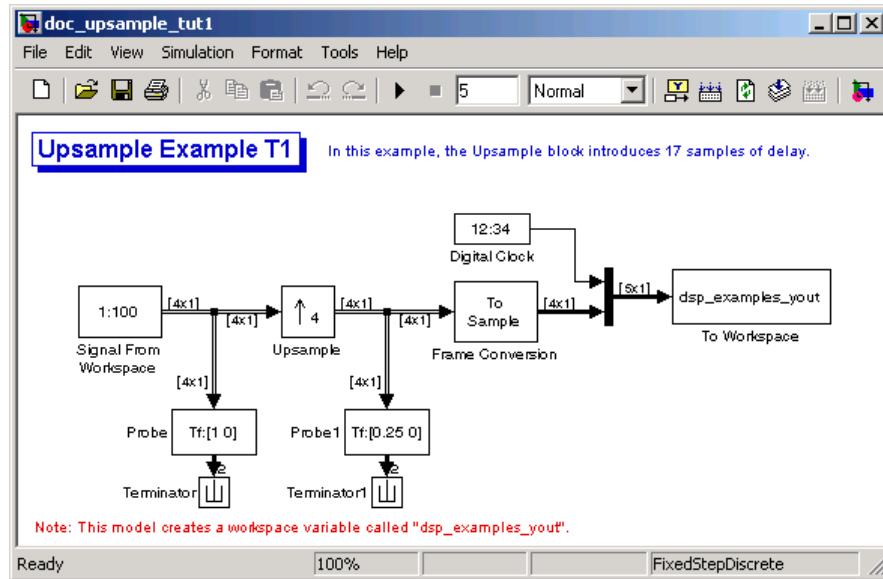 doc_upsample_tut1
File Edit View Simulation Format Tools Help
5 Normal
Upsample Example T1
In this example, the Upsample block introduces 17 samples of delay.
12:34
Digital Clock
1:100
Signal From
Workspace
[4x1]
[4x1]
4
Upsample
[4x1]
[4x1]
To
Sample
Frame Conversion
[4x1]
[5x1]
dsp_examples_yout
To Workspace
[4x1]
[4x1]
Probe
Tf:[1 0]
Probe1
Tf:[0.25 0]
2
2
Terminator
Terminator1
Note: This model creates a workspace variable called "dsp_examples_yout".
Ready 100% FixedStepDiscrete